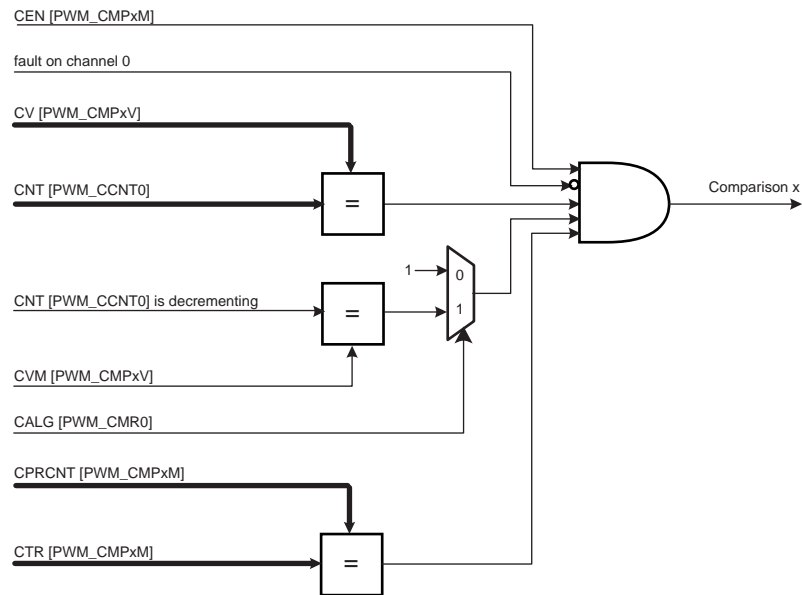 CEN [PWM_CMPxM]
fault on channel 0
CV [PWM_CMPxV]
CNT [PWM_CCNT0]
=
Comparison x
1
0
CNT [PWM_CCNT0] is decrementing
=
1
CVM [PWM_CMPxV]
CALG [PWM_CMR0]
CPRCNT [PWM_CMPxM]
CTR [PWM_CMPxM]
=